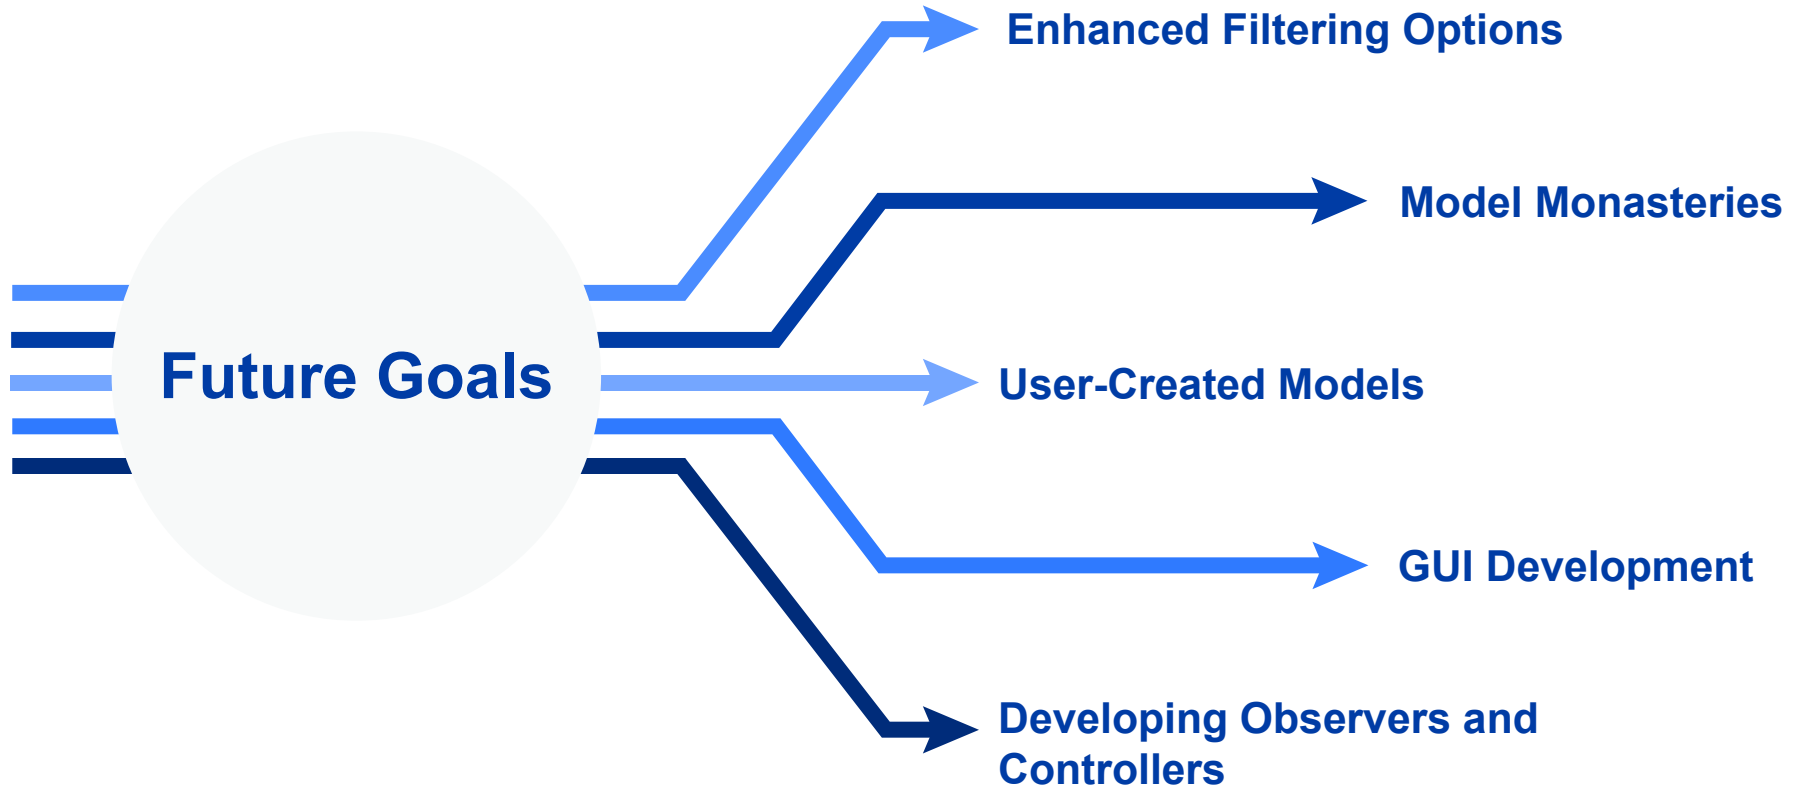 Enhanced Filtering Options
Model Monasteries
Future Goals
User-Created Models
GUI Development
Developing Observers and
Controllers